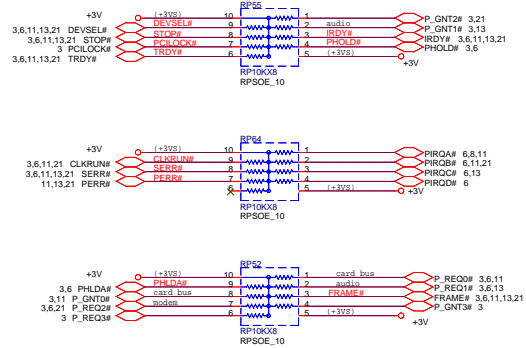 RP55
+3V (+3VS) 10 1 P_GNT2# 3,21
3,6,11,13,21 DEVSEL# DEVSEL# 9 2 audio P_GNT1# 3,13
3,6,11,13,21 STOP# STOP# 8 3 IRDY# IRDY# 3,6,11,13,21
3 PCILOCK# PCILOCK# 7 4 PHOLD# PHOLD# 3,6
3,6,11,13,21 TRDY# TRDY# 6 5 (+3VS) +3V
RP10KX8
RPSOE_10
RP64
+3V (+3VS) 10 1 PIRQA# 6,8,11
3,6,11,21 CLKRUN# CLKRUN# 9 2 PIRQB# 6,11,21
3,6,11,13,21 SERR# SERR# 8 3 PIRQC# 6,13
11,13,21 PERR# PERR# 7 4 PIRQD# 6
6 5 (+3VS) +3V
RP10KX8
RPSOE_10
RP52
+3V (+3VS) 10 1 card bus P_REQ0# 3,6,11
3,6 PHLDA# PHLDA# 9 2 audio P_REQ1# 3,6,13
3,11 P_GNT0# card bus 8 3 FRAME# FRAME# 3,6,11,13,21
3,6,21 P_REQ2# modem 7 4 P_GNT3# 3
3 P_REQ3# 6 5 (+3VS) +3V
RP10KX8
RPSOE_10